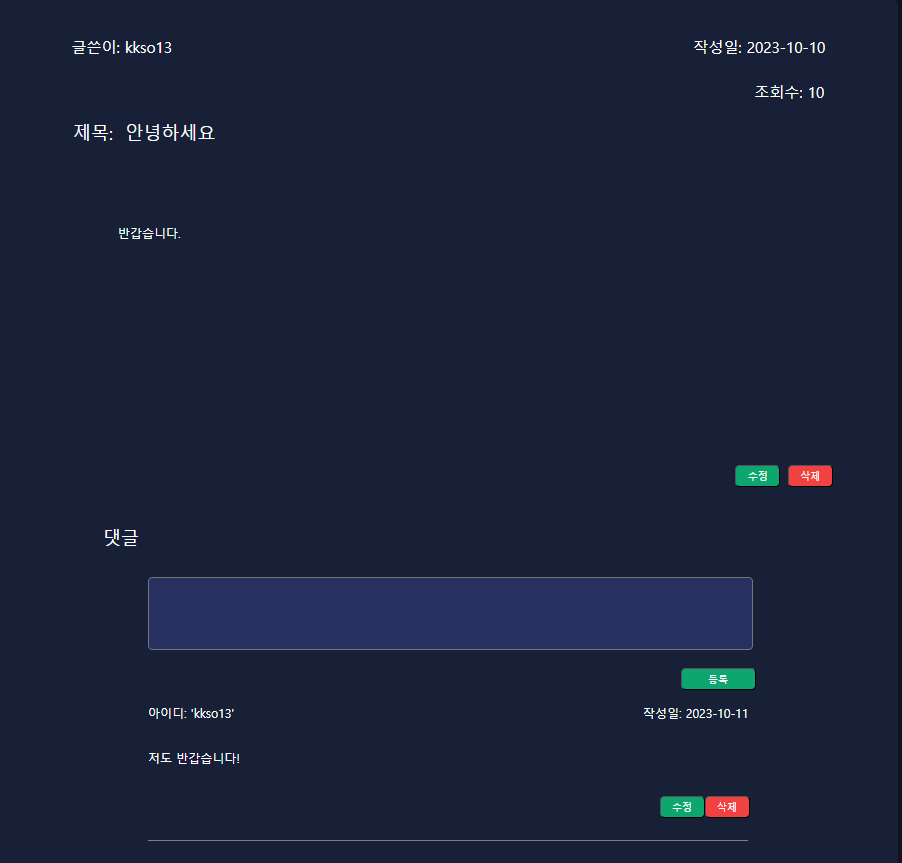 글쓴이: kkso13 작성일: 2023-10-10
조회수: 10
제목: 안녕하세요
반갑습니다.
수정 삭제
댓글
등록
아이디: 'kkso13' 작성일: 2023-10-11
저도 반갑습니다!
수정 삭제